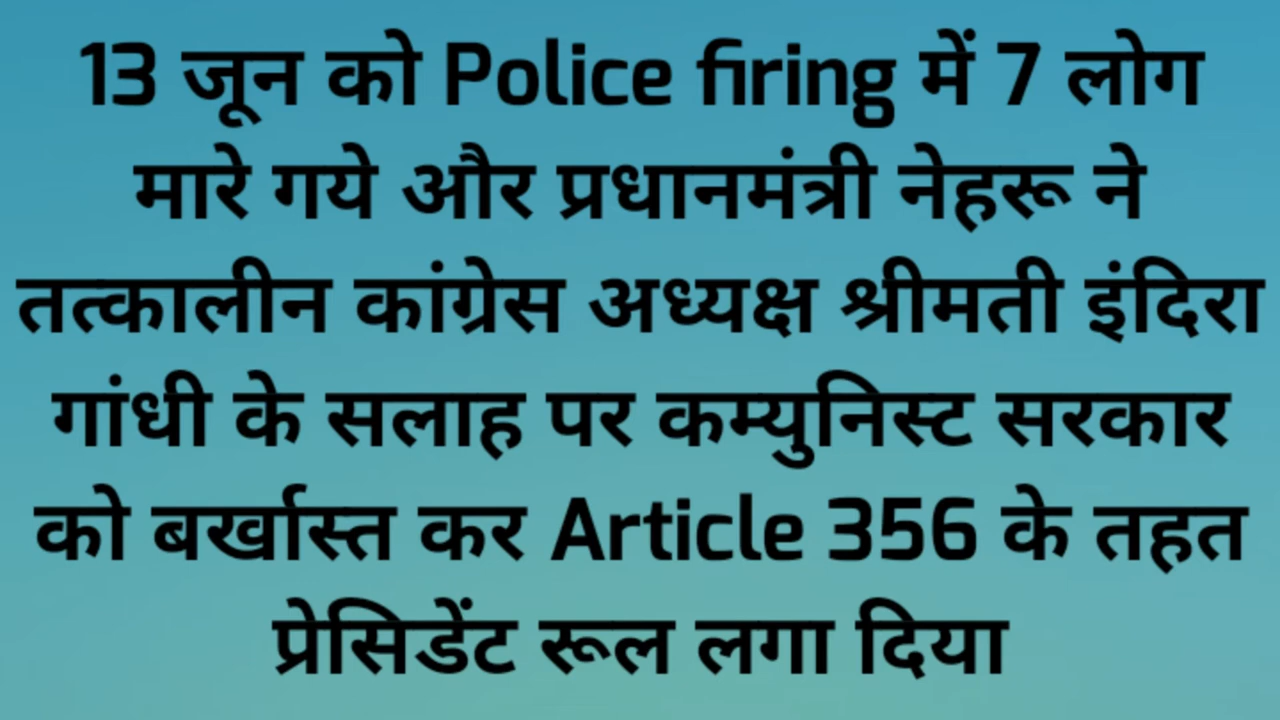 13 जून को Police firing में 7 लोग
मारे गये और प्रधानमंत्री नेहरू ने
तत्कालीन कांग्रेस अध्यक्ष श्रीमती इंदिरा
गांधी के सलाह पर कम्युनिस्ट सरकार
को बर्खास्त कर Article 356 के तहत
प्रेसिडेंट रूल लगा दिया